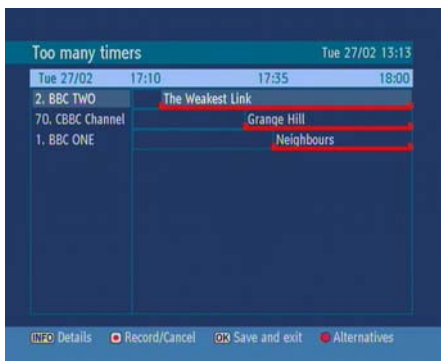 Too many timers Tue 27/02 13:13
Tue 27/02 17:10 17:35 18:00
2. BBC TWO The Weakest Link
70. CBBC Channel Grange Hill
1. BBC ONE Neighbours
INFO Details Record/Cancel OK Save and exit Alternatives